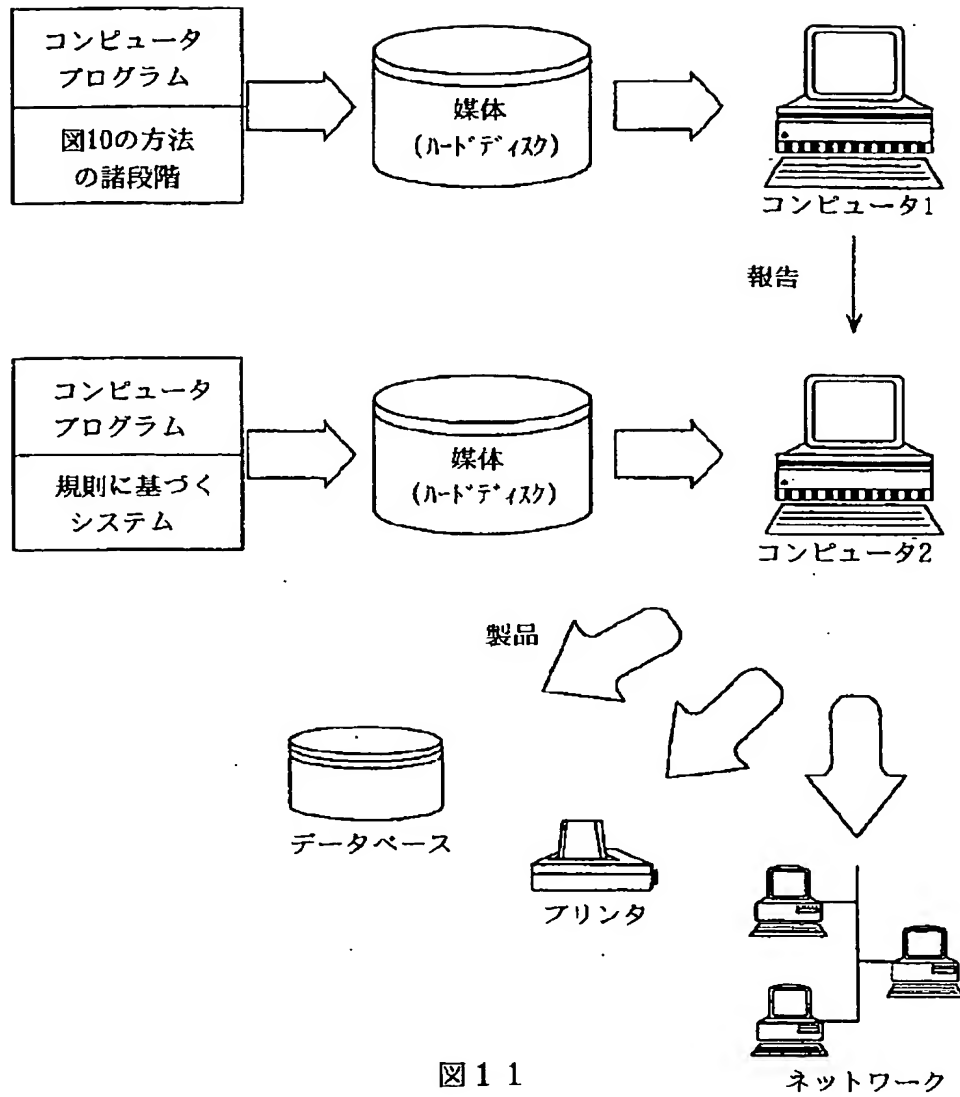 コンピュータ
プログラム
図10の方法
の諸段階
媒体
(ハードディスク)
コンピュータ1
報告
コンピュータ
プログラム
規則に基づく
システム
媒体
(ハードディスク)
コンピュータ2
製品
データベース
プリンタ
ネットワーク
図11